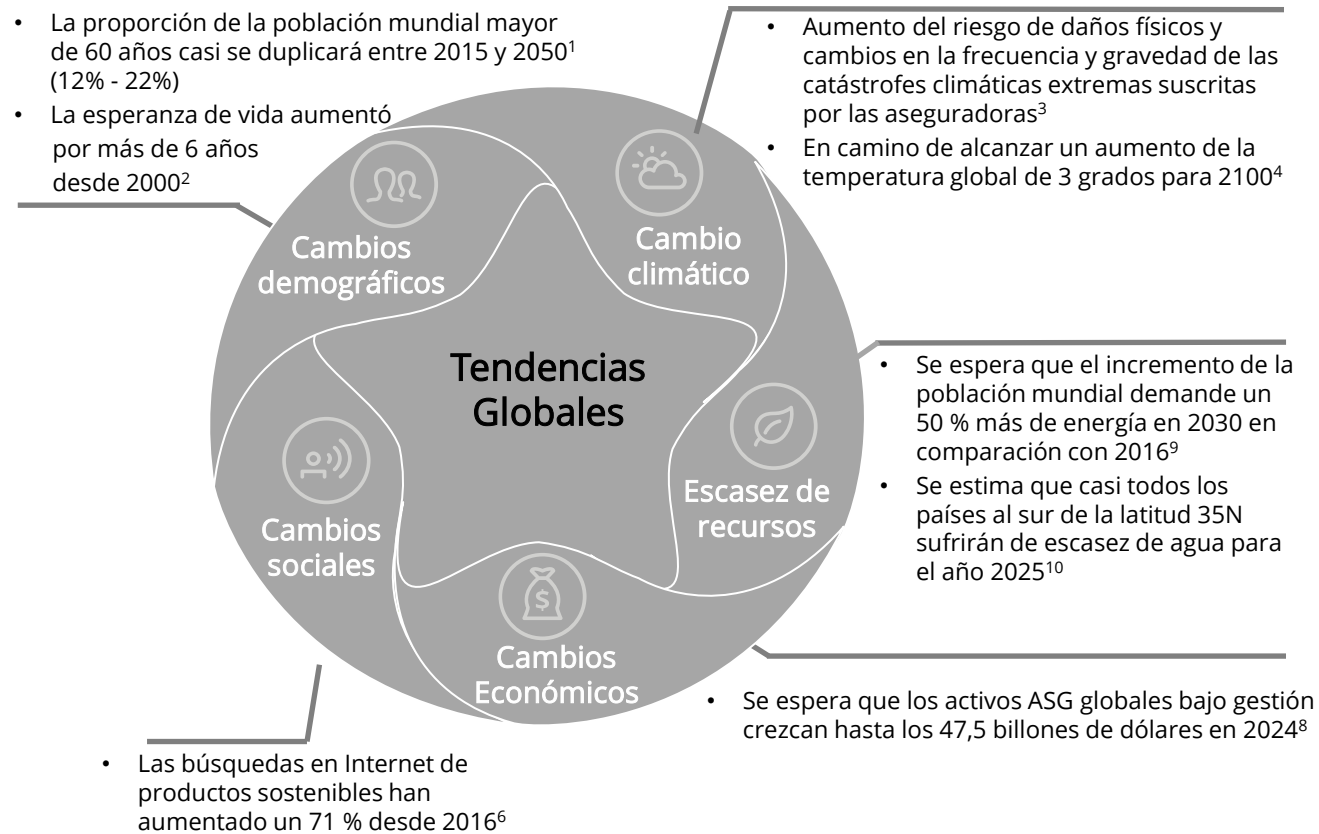 • La proporción de la población mundial mayor
de 60 años casi se duplicará entre 2015 y 2050¹
(12% - 22%)
• La esperanza de vida aumentó
por más de 6 años
desde 2000²
• Aumento del riesgo de daños físicos y
cambios en la frecuencia y gravedad de las
catástrofes climáticas extremas suscritas
por las aseguradoras³
• En camino de alcanzar un aumento de la
temperatura global de 3 grados para 2100⁴
Cambios
demográficos
Cambio
climático
Tendencias
Globales
• Se espera que el incremento de la
población mundial demande un
50 % más de energía en 2030 en
comparación con 2016⁹
• Se estima que casi todos los
países al sur de la latitud 35N
sufrirán de escasez de agua para
el año 2025¹⁰
Escasez de
recursos
Cambios
sociales
$
Cambios
Económicos
• Se espera que los activos ASG globales bajo gestión
crezcan hasta los 47,5 billones de dólares en 2024⁸
• Las búsquedas en Internet de
productos sostenibles han
aumentado un 71 % desde 2016⁶